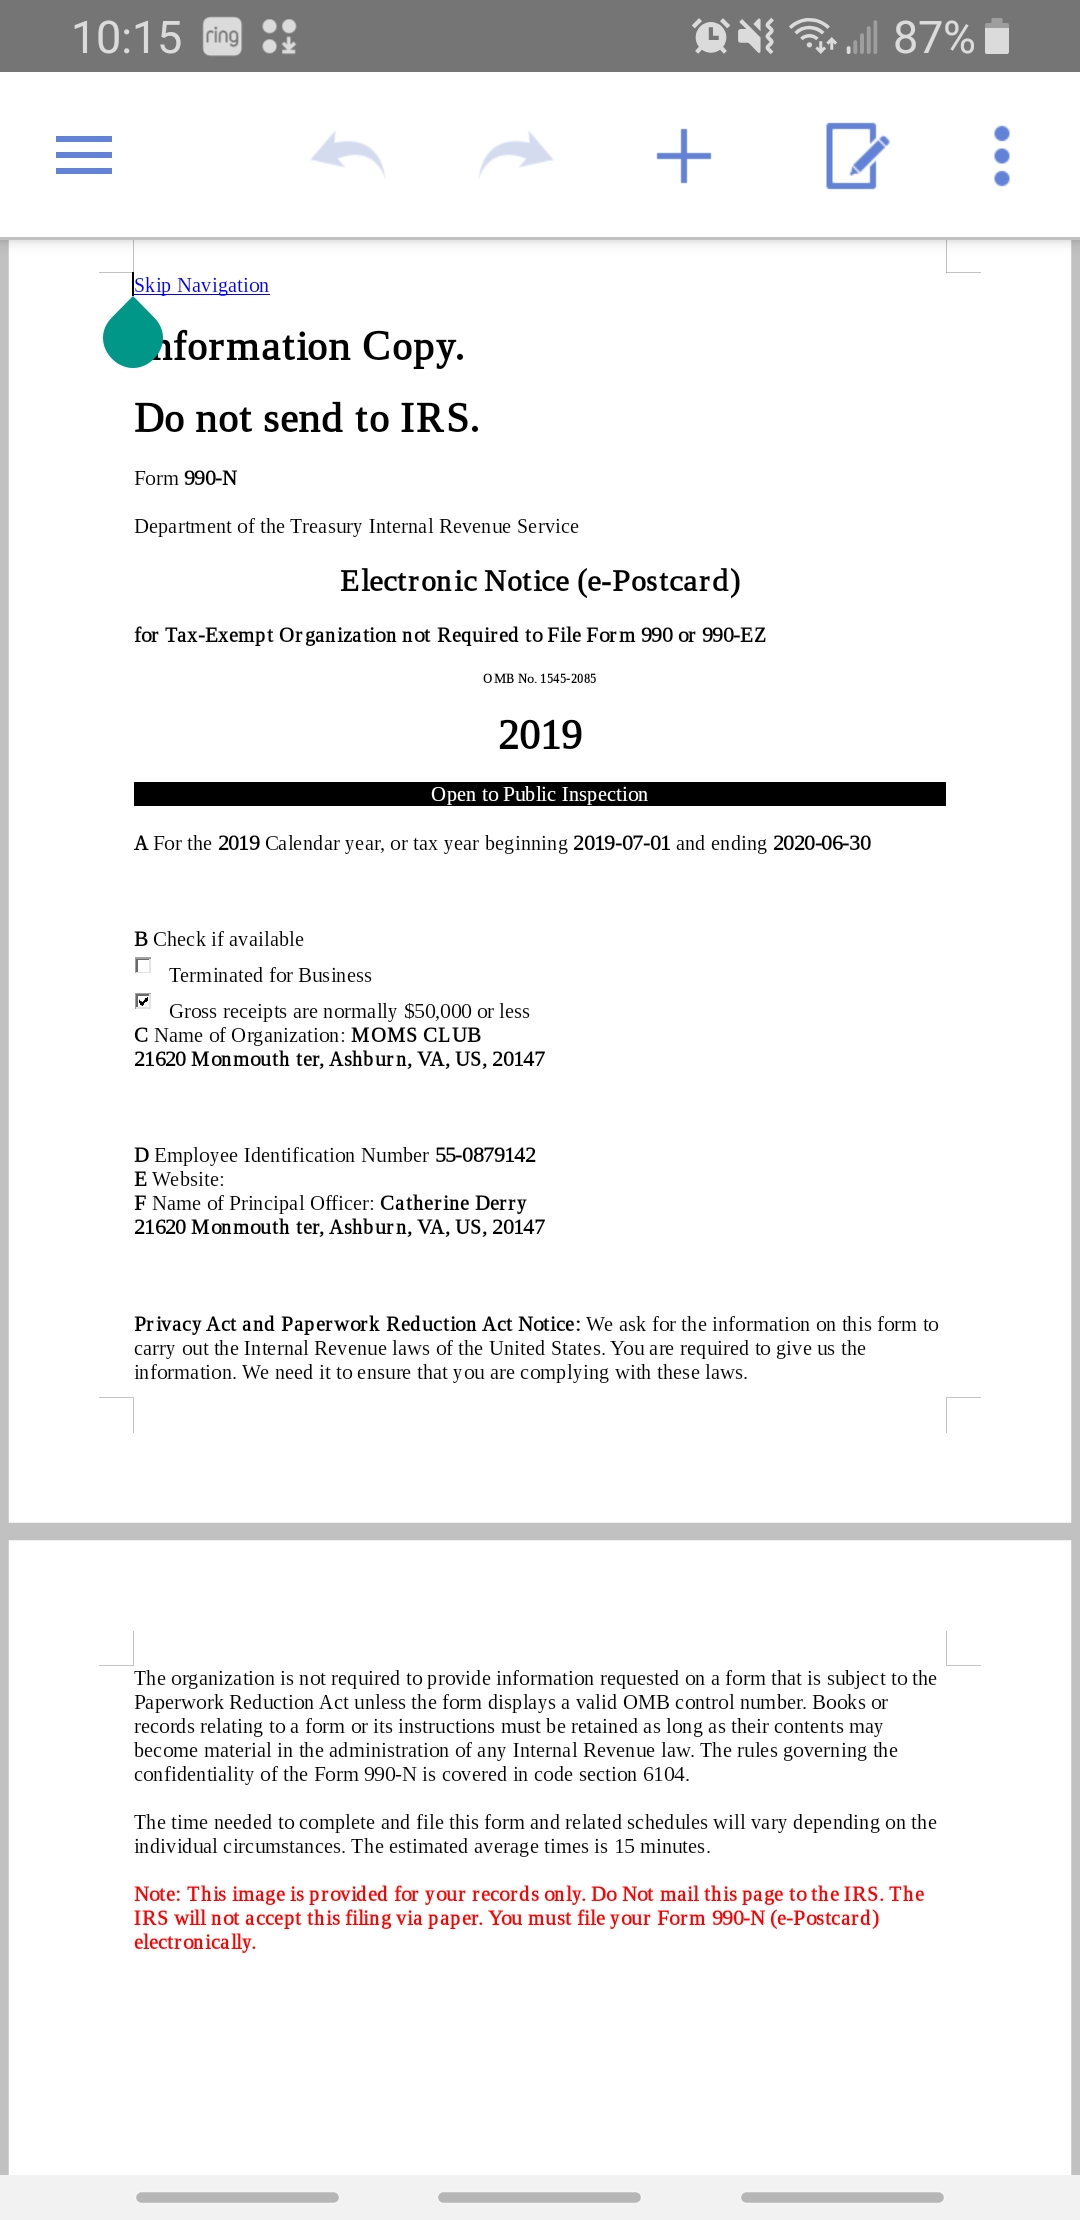 10:15 ring 87%
Skip Navigation
nformation Copy.
Do not send to IRS.
Form 990-N
Department of the Treasury Internal Revenue Service
Electronic Notice (e-Postcard)
for Tax-Exempt Organization not Required to File Form 990 or 990-EZ
OMB No. 1545-2085
2019
Open to Public Inspection
A For the 2019 Calendar year, or tax year beginning 2019-07-01 and ending 2020-06-30
B Check if available
Terminated for Business
Gross receipts are normally $50,000 or less
C Name of Organization: MOMS CLUB
21620 Monmouth ter, Ashburn, VA, US, 20147
D Employee Identification Number 55-0879142
E Website:
F Name of Principal Officer: Catherine Derry
21620 Monmouth ter, Ashburn, VA, US, 20147
Privacy Act and Paperwork Reduction Act Notice: We ask for the information on this form to
carry out the Internal Revenue laws of the United States. You are required to give us the
information. We need it to ensure that you are complying with these laws.
The organization is not required to provide information requested on a form that is subject to the
Paperwork Reduction Act unless the form displays a valid OMB control number. Books or
records relating to a form or its instructions must be retained as long as their contents may
become material in the administration of any Internal Revenue law. The rules governing the
confidentiality of the Form 990-N is covered in code section 6104.
The time needed to complete and file this form and related schedules will vary depending on the
individual circumstances. The estimated average times is 15 minutes.
Note: This image is provided for your records only. Do Not mail this page to the IRS. The
IRS will not accept this filing via paper. You must file your Form 990-N (e-Postcard)
electronically.